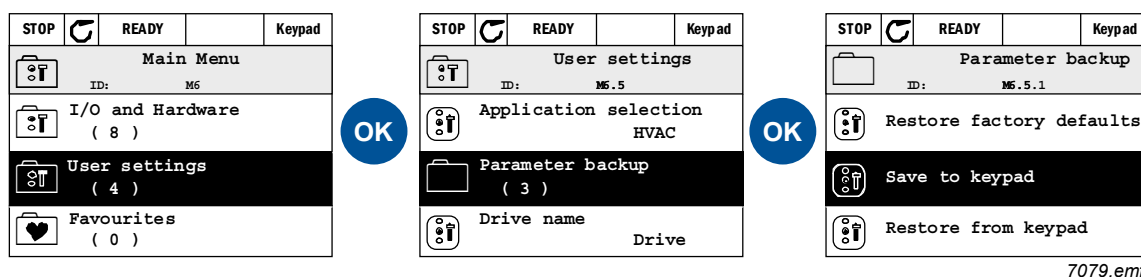 STOP READY Keypad
Main Menu
ID: M6
I/O and Hardware
( 8 )
User settings
( 4 )
Favourites
( 0 )
OK
STOP READY Keypad
User settings
ID: M6.5
Application selection
HVAC
Parameter backup
( 3 )
Drive name
Drive
OK
STOP READY Keypad
Parameter backup
ID: M6.5.1
Restore factory defaults
Save to keypad
Restore from keypad
7079.emf